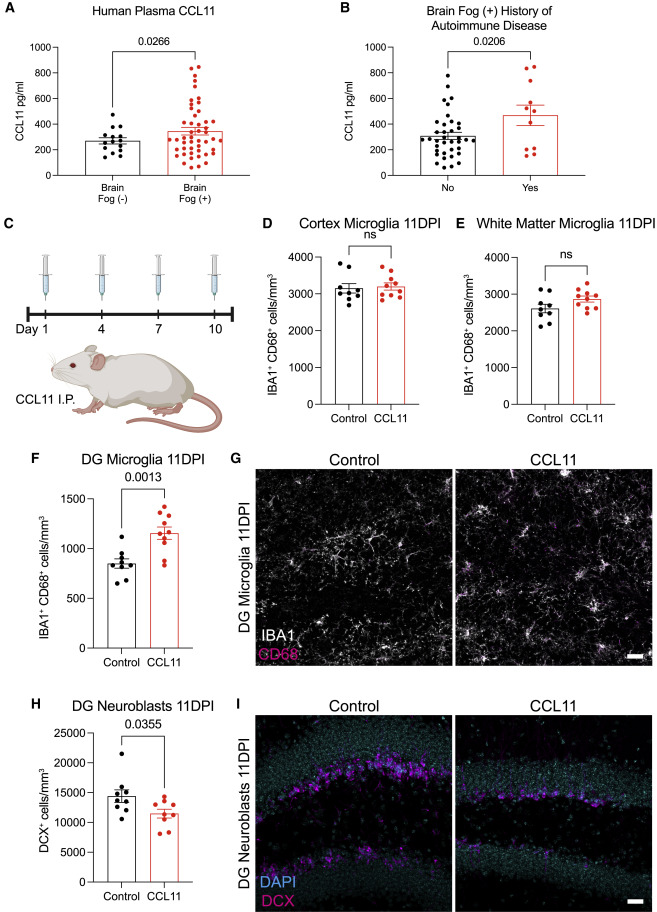 A
Human Plasma CCL11
0.0266
CCL11 pg/ml
1000
800
600
400
200
0
Brain
Fog (-)
Brain
Fog (+)
B
Brain Fog (+) History of
Autoimmune Disease
0.0206
CCL11 pg/ml
1000
800
600
400
200
0
No
Yes
C
Day 1
4
7
10
CCL11 I.P.
D
Cortex Microglia 11DPI
ns
IBA1⁺ CD68⁺ cells/mm³
4000
3000
2000
1000
0
Control
CCL11
E
White Matter Microglia 11DPI
ns
IBA1⁺ CD68⁺ cells/mm³
4000
3000
2000
1000
0
Control
CCL11
F
DG Microglia 11DPI
0.0013
IBA1⁺ CD68⁺ cells/mm³
1500
1000
500
0
Control
CCL11
G
Control
CCL11
DG Microglia 11DPI
IBA1
CD68
H
DG Neuroblasts 11DPI
0.0355
DCX⁺ cells/mm³
25000
20000
15000
10000
5000
0
Control
CCL11
I
Control
CCL11
DG Neuroblasts 11DPI
DAPI
DCX